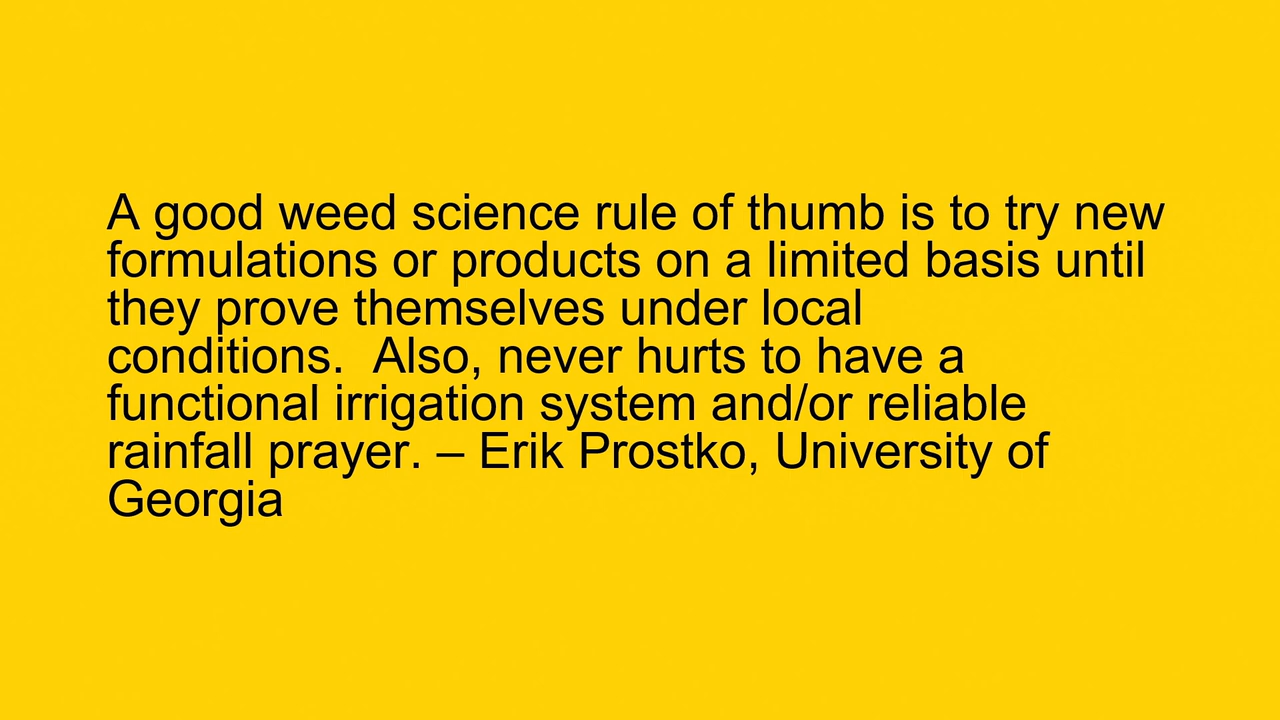 A good weed science rule of thumb is to try new
formulations or products on a limited basis until
they prove themselves under local
conditions.  Also, never hurts to have a
functional irrigation system and/or reliable
rainfall prayer. – Erik Prostko, University of
Georgia